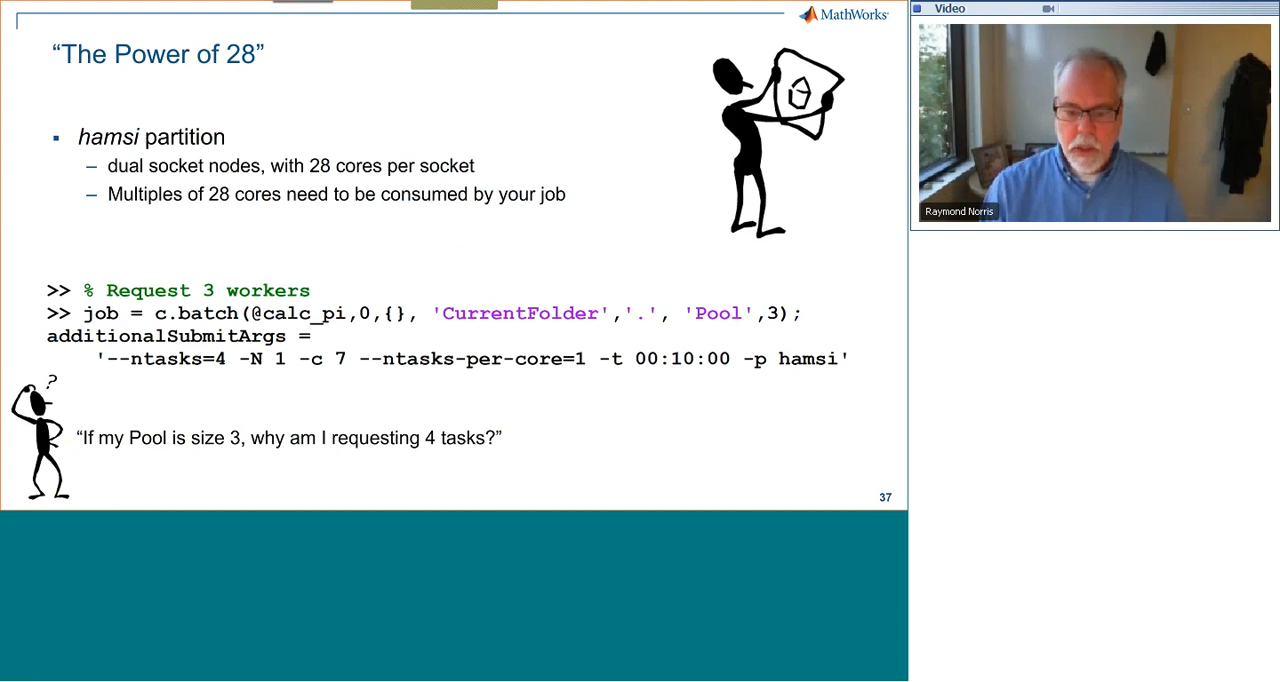 MathWorks®
“The Power of 28”
▪ hamsi partition
– dual socket nodes, with 28 cores per socket
– Multiples of 28 cores need to be consumed by your job
>> % Request 3 workers
>> job = c.batch(@calc_pi,0,{}, 'CurrentFolder','.', 'Pool',3);
additionalSubmitArgs =
'--ntasks=4 -N 1 -c 7 --ntasks-per-core=1 -t 00:10:00 -p hamsi'
?
“If my Pool is size 3, why am I requesting 4 tasks?”
37
Video
Raymond Norris